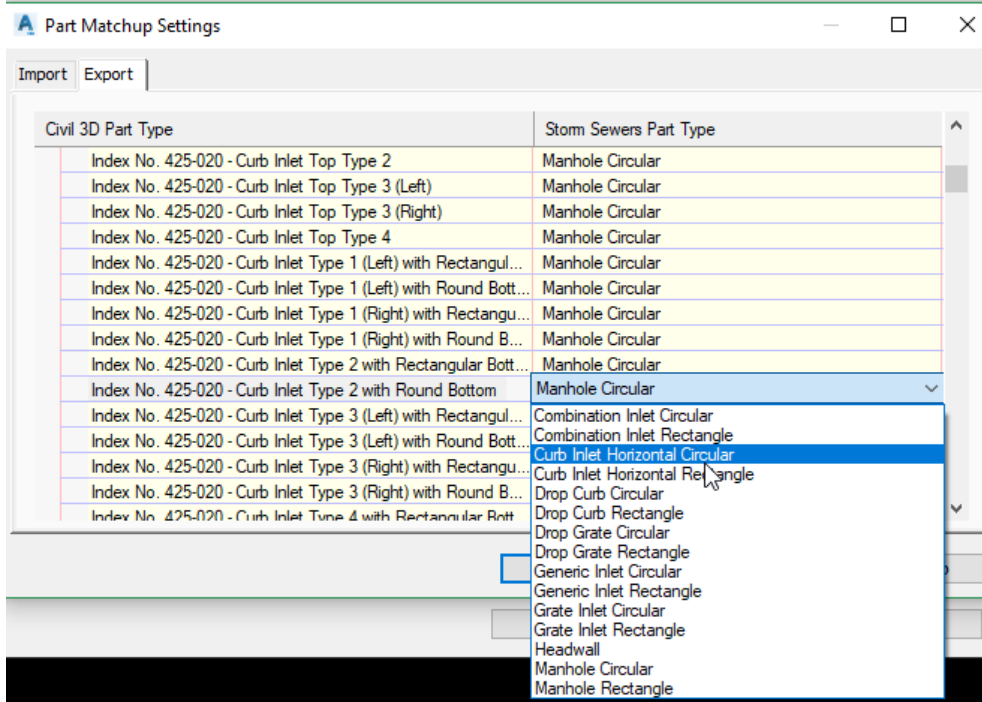 Part Matchup Settings
Import Export
Civil 3D Part Type Storm Sewers Part Type
Index No. 425-020 - Curb Inlet Top Type 2 Manhole Circular
Index No. 425-020 - Curb Inlet Top Type 3 (Left) Manhole Circular
Index No. 425-020 - Curb Inlet Top Type 3 (Right) Manhole Circular
Index No. 425-020 - Curb Inlet Top Type 4 Manhole Circular
Index No. 425-020 - Curb Inlet Type 1 (Left) with Rectangul... Manhole Circular
Index No. 425-020 - Curb Inlet Type 1 (Left) with Round Bott... Manhole Circular
Index No. 425-020 - Curb Inlet Type 1 (Right) with Rectangu... Manhole Circular
Index No. 425-020 - Curb Inlet Type 1 (Right) with Round B... Manhole Circular
Index No. 425-020 - Curb Inlet Type 2 with Rectangular Bott... Manhole Circular
Index No. 425-020 - Curb Inlet Type 2 with Round Bottom Manhole Circular
Index No. 425-020 - Curb Inlet Type 3 (Left) with Rectangul...
Index No. 425-020 - Curb Inlet Type 3 (Left) with Round Bott...
Index No. 425-020 - Curb Inlet Type 3 (Right) with Rectangu...
Index No. 425-020 - Curb Inlet Type 3 (Right) with Round B...
Index No. 425-020 - Curb Inlet Type 4 with Rectangular Bott
Combination Inlet Circular
Combination Inlet Rectangle
Curb Inlet Horizontal Circular
Curb Inlet Horizontal Rectangle
Drop Curb Circular
Drop Curb Rectangle
Drop Grate Circular
Drop Grate Rectangle
Generic Inlet Circular
Generic Inlet Rectangle
Grate Inlet Circular
Grate Inlet Rectangle
Headwall
Manhole Circular
Manhole Rectangle